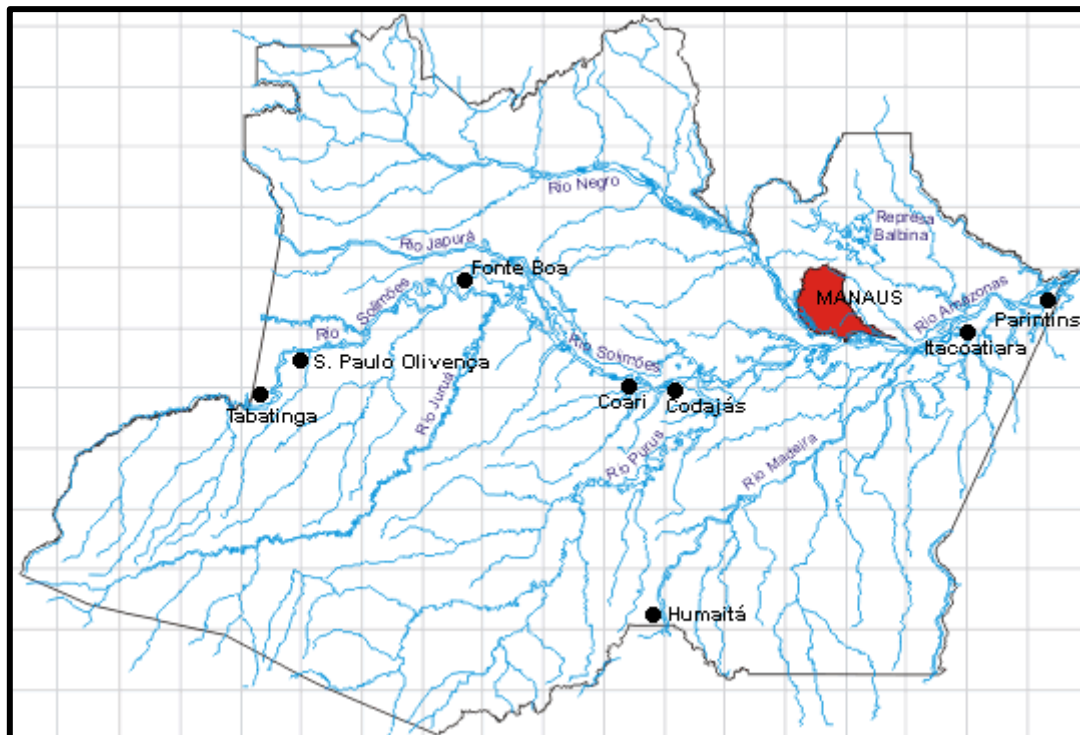 Rio Negro
Represa
Balbina
Rio Japurá
Fonte Boa
MANAUS
Rio Amazonas
Parintins
Rio Solimões
Itacoatiara
S. Paulo Olivença
Rio Solimões
Tabatinga
Rio Juruá
Coari
Codajás
Rio Purus
Rio Madeira
Humaitá